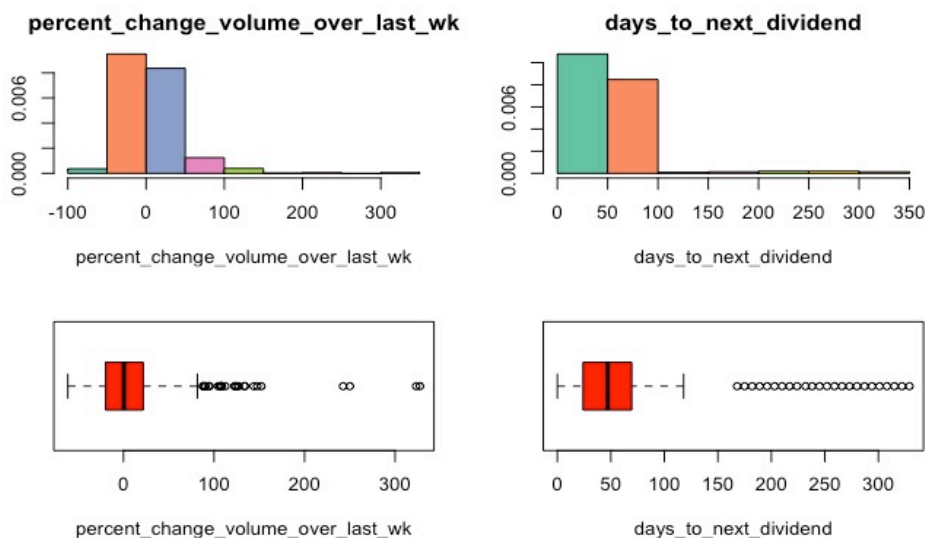 percent_change_volume_over_last_wk
days_to_next_dividend
0.006
0.000
0.006
0.000
-100 0 100 200 300
0 50 100 150 200 250 300 350
percent_change_volume_over_last_wk
days_to_next_dividend
0 100 200 300
0 50 100 150 200 250 300
percent_change_volume_over_last_wk
days_to_next_dividend